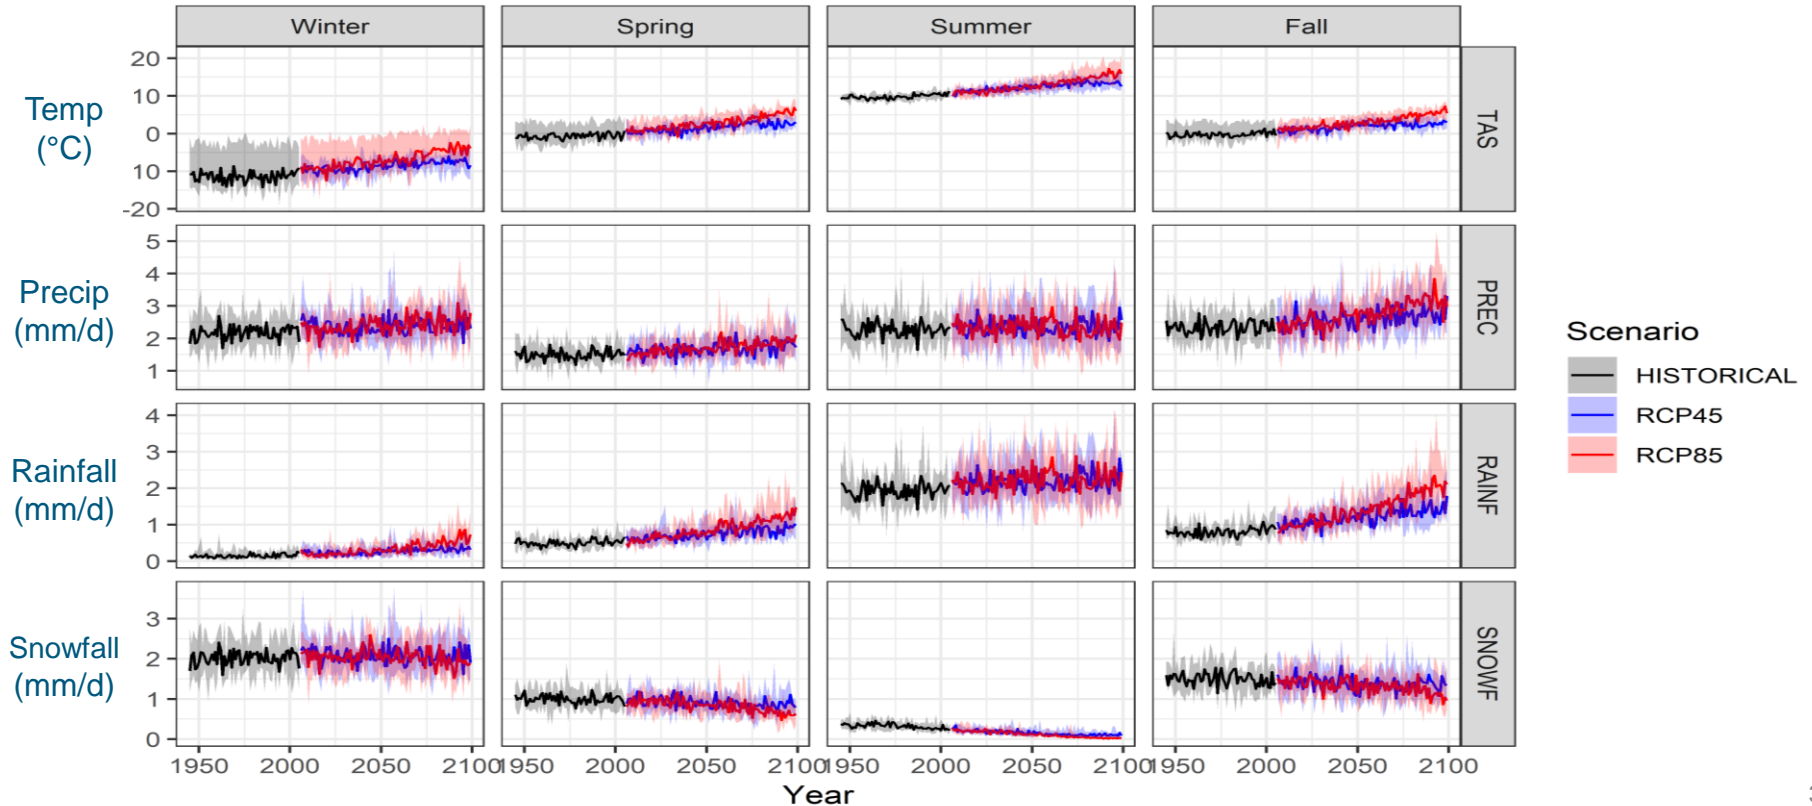 Winter Spring Summer Fall
Temp
(°C)
20
10
0
10
-20
TAS
Precip
(mm/d)
5
4
3
2
1
PREC
Rainfall
(mm/d)
4
3
2
1
0
RAINF
Snowfall
(mm/d)
3
2
1
0
SNOWF
1950 2000 2050 2100 1950 2000 2050 2100 1950 2000 2050 2100 1950 2000 2050 2100
Year
Scenario
HISTORICAL
RCP45
RCP85